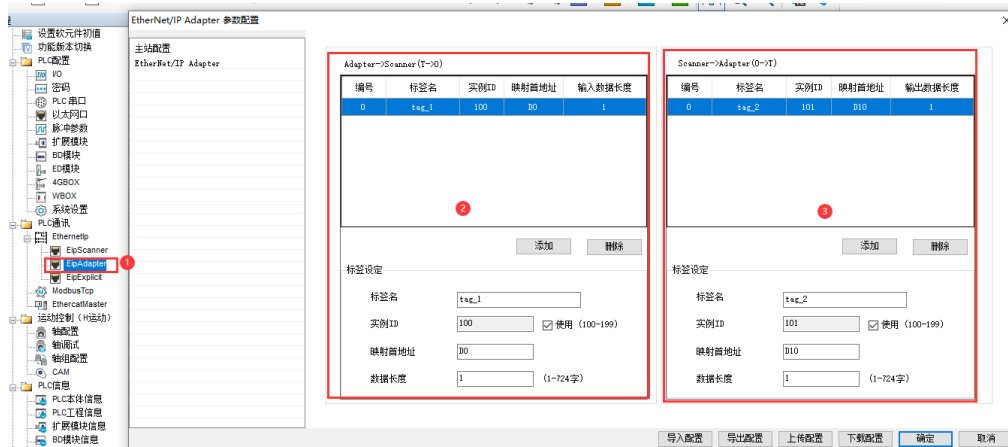 EtherNet/IP Adapter 参数配置
设置软元件初值
功能版本切换
PLC配置
I/O
密码
PLC 串口
以太网口
脉冲参数
扩展模块
BD模块
ED模块
4GBOX
WBOX
系统设置
PLC通讯
EthernetIp
EipScanner
EipAdapter
1
EipExplicit
ModbusTcp
EthercatMaster
运动控制（H运动）
轴配置
轴调试
轴组配置
CAM
PLC信息
PLC本体信息
PLC工程信息
扩展模块信息
BD模块信息
主站配置
EtherNet/IP Adapter
Adapter->Scanner(T->O)
编号 标签名 实例ID 映射首地址 输入数据长度
0 tag_1 100 D0 1
2
添加 删除
标签设定
标签名 tag_1
实例ID 100 使用（100-199）
映射首地址 D0
数据长度 1 （1-724字）
Scanner->Adapter(O->T)
编号 标签名 实例ID 映射首地址 输出数据长度
0 tag_2 101 D10 1
3
添加 删除
标签设定
标签名 tag_2
实例ID 101 使用（100-199）
映射首地址 D10
数据长度 1 （1-724字）
导入配置 导出配置 上传配置 下载配置 确定 取消